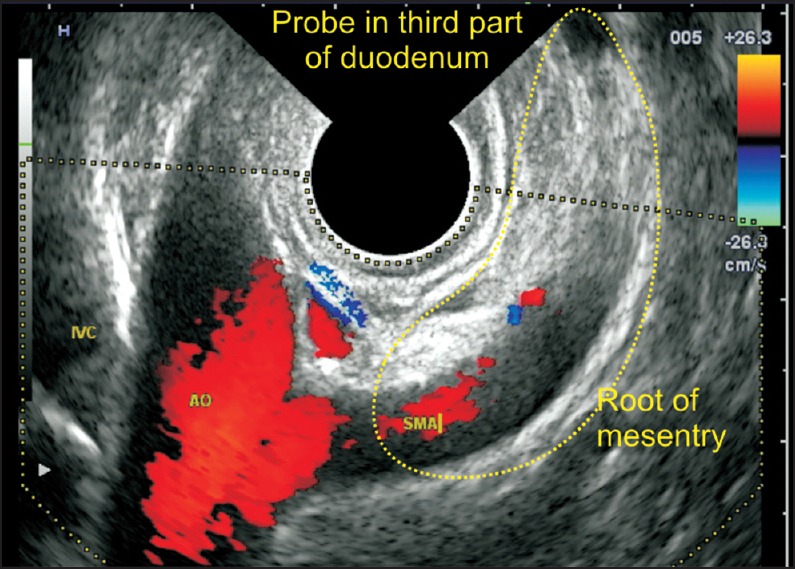 Probe in third part
of duodenum
H
005 +26.3
-26.3
cm/s
IVC
AO
SMA
Root of
mesentry